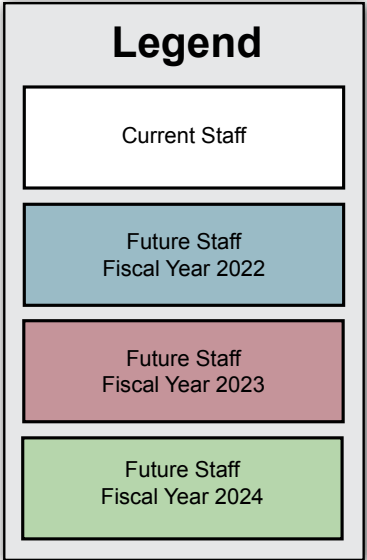 Legend
Current Staff
Future Staff
Fiscal Year 2022
Future Staff
Fiscal Year 2023
Future Staff
Fiscal Year 2024